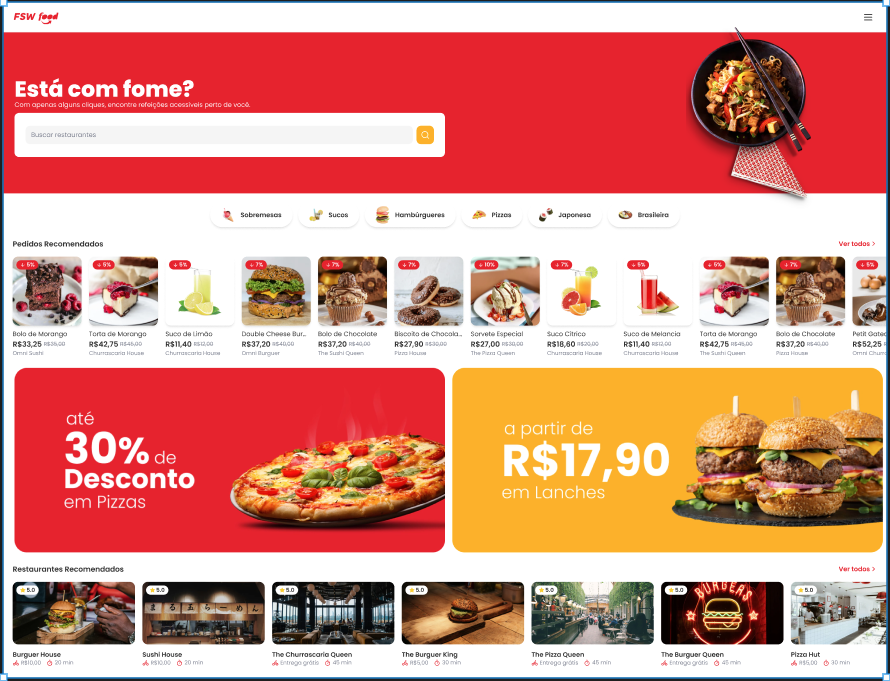 FSW food
Está com fome?
Com apenas alguns cliques, encontre refeições acessíveis perto de você.
Buscar restaurantes
Sobremesas
Sucos
Hambúrgueres
Pizzas
Japonesa
Brasileira
Pedidos Recomendados
Ver todos
5%
5%
5%
7%
7%
7%
10%
7%
5%
5%
7%
5%
Bolo de Morango
Torta de Morango
Suco de Limão
Double Cheese Bur...
Bolo de Chocolate
Biscoito de Chocola...
Sorvete Especial
Suco Cítrico
Suco de Melancia
Torta de Morango
Bolo de Chocolate
Petit Gateau
R$33,25 R$35,00
R$42,75 R$45,00
R$11,40 R$12,00
R$37,20 R$40,00
R$37,20 R$40,00
R$27,90 R$30,00
R$27,00 R$30,00
R$18,60 R$20,00
R$11,40 R$12,00
R$42,75 R$45,00
R$37,20 R$40,00
R$52,25
Omni Sushi
Churrascaria House
Churrascaria House
Omni Burguer
The Sushi Queen
Pizza House
The Pizza Queen
Churrascaria House
Churrascaria House
The Sushi Queen
Pizza House
Omni Churr
até
30% de
Desconto
em Pizzas
a partir de
R$17,90
em Lanches
Restaurantes Recomendados
Ver todos
5.0
5.0
5.0
5.0
5.0
5.0
5.0
まる五らーめん
BURGERS
Burguer House
Sushi House
The Churrascaria Queen
The Burguer King
The Pizza Queen
The Burguer Queen
Pizza Hut
R$10,00 20 min
R$10,00 20 min
Entrega grátis 45 min
R$5,00 30 min
Entrega grátis 45 min
Entrega grátis 45 min
R$5,00 30 min